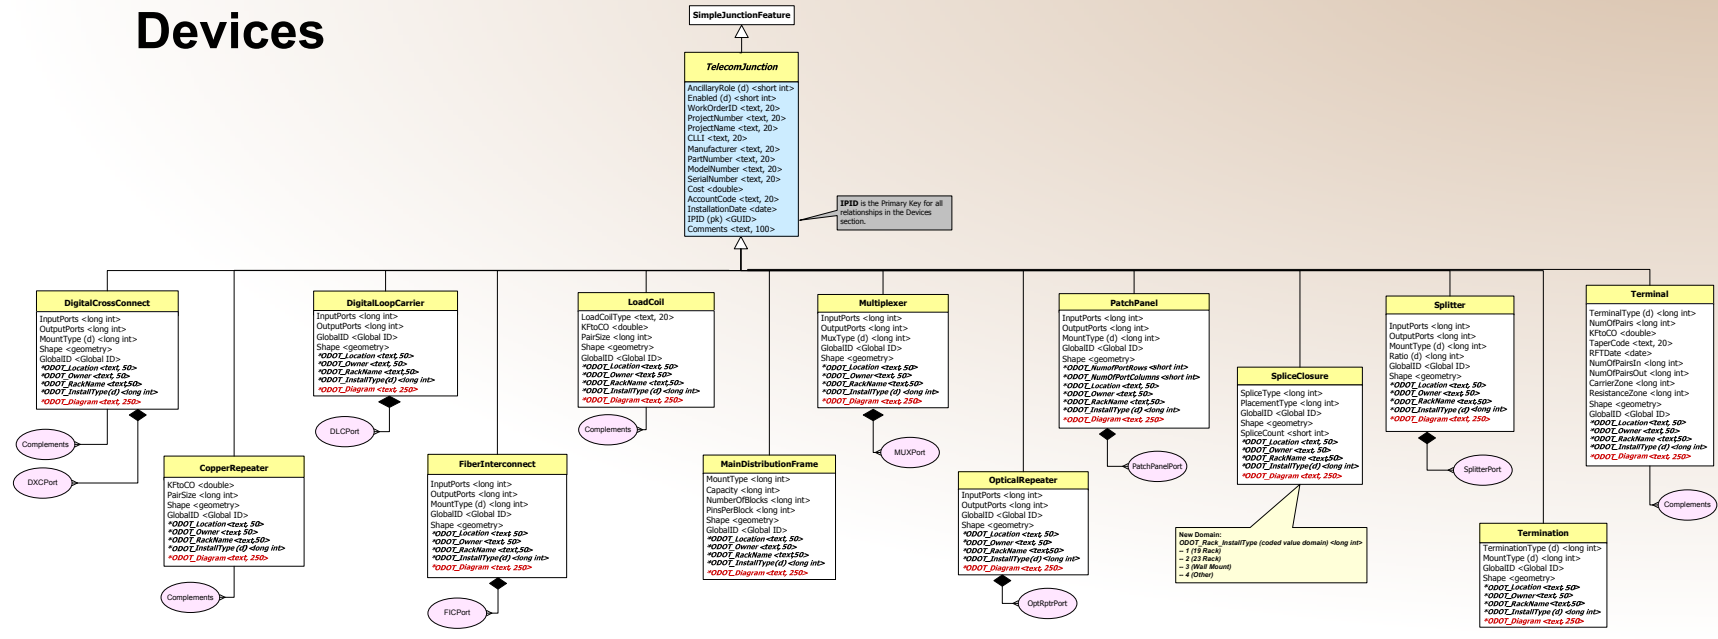 Devices
SimpleJunctionFeature
TelecomJunction
AncillaryRole (d) <short int>
Enabled (d) <short int>
WorkOrderID <text, 20>
ProjectNumber <text, 20>
ProjectName <text, 20>
CLLI <text, 20>
Manufacturer <text, 20>
PartNumber <text, 20>
ModelNumber <text, 20>
SerialNumber <text, 20>
Cost <double>
AccountCode <text, 20>
InstallationDate <date>
IPID (pk) <GUID>
Comments <text, 100>
IPID is the Primary Key for all
relationships in the Devices
section.
DigitalCrossConnect
InputPorts <long int>
OutputPorts <long int>
MountType (d) <long int>
Shape <geometry>
GlobalID <Global ID>
*ODOT_Location <text, 50>
*ODOT_Owner <text, 50>
*ODOT_RackName <text,50>
*ODOT_InstallType(d) <long int>
*ODOT_Diagram <text, 250>
Complements
DXCPort
CopperRepeater
KFtoCO <double>
PairSize <long int>
Shape <geometry>
GlobalID <Global ID>
*ODOT_Location <text, 50>
*ODOT_Owner <text, 50>
*ODOT_RackName <text,50>
*ODOT_InstallType (d) <long int>
*ODOT_Diagram <text, 250>
Complements
DigitalLoopCarrier
InputPorts <long int>
OutputPorts <long int>
GlobalID <Global ID>
Shape <geometry>
*ODOT_Location <text, 50>
*ODOT_Owner <text, 50>
*ODOT_RackName <text,50>
*ODOT_InstallType(d) <long int>
*ODOT_Diagram <text, 250>
DLCPort
FiberInterconnect
InputPorts <long int>
OutputPorts <long int>
MountType (d) <long int>
GlobalID <Global ID>
Shape <geometry>
*ODOT_Location <text, 50>
*ODOT_Owner <text, 50>
*ODOT_RackName <text,50>
*ODOT_InstallType(d) <long int>
*ODOT_Diagram <text, 250>
FICPort
LoadCoil
LoadCoilType <text, 20>
KFtoCO <double>
PairSize <long int>
Shape <geometry>
GlobalID <Global ID>
*ODOT_Location <text, 50>
*ODOT_Owner <text, 50>
*ODOT_RackName <text,50>
*ODOT_InstallType (d) <long int>
*ODOT_Diagram <text, 250>
Complements
MainDistributionFrame
MountType <long int>
Capacity <long int>
NumberOfBlocks <long int>
PinsPerBlock <long int>
Shape <geometry>
GlobalID <Global ID>
*ODOT_Location <text, 50>
*ODOT_Owner <text, 50>
*ODOT_RackName <text,50>
*ODOT_InstallType(d) <long int>
*ODOT_Diagram <text, 250>
Multiplexer
InputPorts <long int>
OutputPorts <long int>
MuxType (d) <long int>
GlobalID <Global ID>
Shape <geometry>
*ODOT_Location <text, 50>
*ODOT_Owner <text, 50>
*ODOT_RackName <text,50>
*ODOT_InstallType(d) <long int>
*ODOT_Diagram <text, 250>
MUXPort
OpticalRepeater
InputPorts <long int>
OutputPorts <long int>
GlobalID <Global ID>
Shape <geometry>
*ODOT_Location <text, 50>
*ODOT_Owner <text, 50>
*ODOT_RackName <text,50>
*ODOT_InstallType(d) <long int>
*ODOT_Diagram <text, 250>
OptRptrPort
PatchPanel
InputPorts <long int>
OutputPorts <long int>
MountType (d) <long int>
GlobalID <Global ID>
Shape <geometry>
*ODOT_NumofPortRows <short int>
*ODOT_NumOfPortColumns <short int>
*ODOT_Location <text, 50>
*ODOT_Owner <text, 50>
*ODOT_RackName <text,50>
*ODOT_InstallType (d) <long int>
*ODOT_Diagram <text, 250>
PatchPanelPort
SpliceClosure
SpliceType <long int>
PlacementType <long int>
GlobalID <Global ID>
Shape <geometry>
SpliceCount <short int>
*ODOT_Location <text, 50>
*ODOT_Owner <text, 50>
*ODOT_RackName <text,50>
*ODOT_InstallType(d) <long int>
*ODOT_Diagram <text, 250>
New Domain:
ODOT_Rack_InstallType (coded value domain) <long int>
-- 1 (19 Rack)
-- 2 (23 Rack)
-- 3 (Wall Mount)
-- 4 (Other)
Splitter
InputPorts <long int>
OutputPorts <long int>
MountType (d) <long int>
Ratio (d) <long int>
GlobalID <Global ID>
Shape <geometry>
*ODOT_Location <text, 50>
*ODOT_Owner <text, 50>
*ODOT_RackName <text,50>
*ODOT_InstallType (d) <long int>
*ODOT_Diagram <text, 250>
SplitterPort
Termination
TerminationType (d) <long int>
MountType (d) <long int>
GlobalID <Global ID>
Shape <geometry>
*ODOT_Location <text, 50>
*ODOT_Owner <text, 50>
*ODOT_RackName <text,50>
*ODOT_InstallType (d) <long int>
*ODOT_Diagram <text, 250>
Terminal
TerminalType (d) <long int>
NumOfPairs <long int>
KFtoCO <double>
TaperCode <text, 20>
RFTDate <date>
NumOfPairsIn <long int>
NumOfPairsOut <long int>
CarrierZone <long int>
ResistanceZone <long int>
Shape <geometry>
GlobalID <Global ID>
*ODOT_Location <text, 50>
*ODOT_Owner <text, 50>
*ODOT_RackName <text,50>
*ODOT_InstallType (d) <long int>
*ODOT_Diagram <text, 250>
Complements